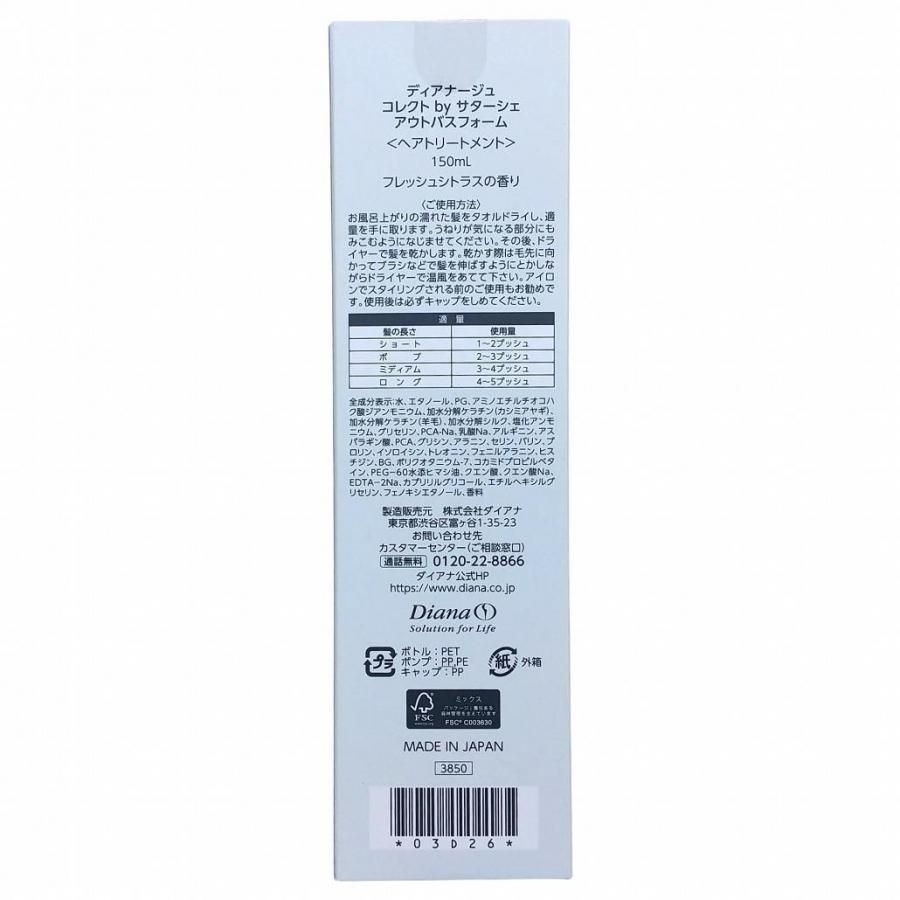 ディアナージュ
コレクト by サターシェ
アウトバスフォーム
＜ヘアトリートメント＞
150mL
フレッシュシトラスの香り
〈ご使用方法〉
お風呂上がりの濡れた髪をタオルドライし、適
量を手に取ります。うねりが気になる部分にも
みこむようになじませてください。その後、ドラ
イヤーで髪を乾かします。乾かす際は毛先に向
かってブラシなどで髪を伸ばすようにとかしな
がらドライヤーで温風をあてて下さい。アイロ
ンでスタイリングされる前のご使用もお勧めで
す。使用後は必ずキャップをしめてください。
適 量
髪の長さ 使用量
ショート 1～2プッシュ
ボブ 2～3プッシュ
ミディアム 3～4プッシュ
ロング 4～5プッシュ
全成分表示:水、エタノール、PG、アミノエチルチオコハ
ク酸ジアンモニウム、加水分解ケラチン(カシミアヤギ)、
加水分解ケラチン(羊毛)、加水分解シルク、塩化アンモ
ニウム、グリセリン、PCA-Na、乳酸Na、アルギニン、アス
パラギン酸、PCA、グリシン、アラニン、セリン、バリン、プ
ロリン、イソロイシン、トレオニン、フェニルアラニン、ヒス
チジン、BG、ポリクオタニウム-7、コカミドプロピルベタ
イン、PEG-60水添ヒマシ油、クエン酸、クエン酸Na、
EDTA-2Na、カプリリルグリコール、エチルヘキシルグ
リセリン、フェノキシエタノール、香料
製造販売元 株式会社ダイアナ
東京都渋谷区富ヶ谷1-35-23
お問い合わせ先
カスタマーセンター(ご相談窓口)
通話無料 0120-22-8866
ダイアナ公式HP
https://www.diana.co.jp
Diana
Solution for Life
プラ
ボトル：PET
ポンプ：PP,PE
キャップ：PP
紙 外箱
FSC
ミックス
パッケージ｜責任ある
森林管理を支えています
FSC® C003630
MADE IN JAPAN
3850
*03D26*